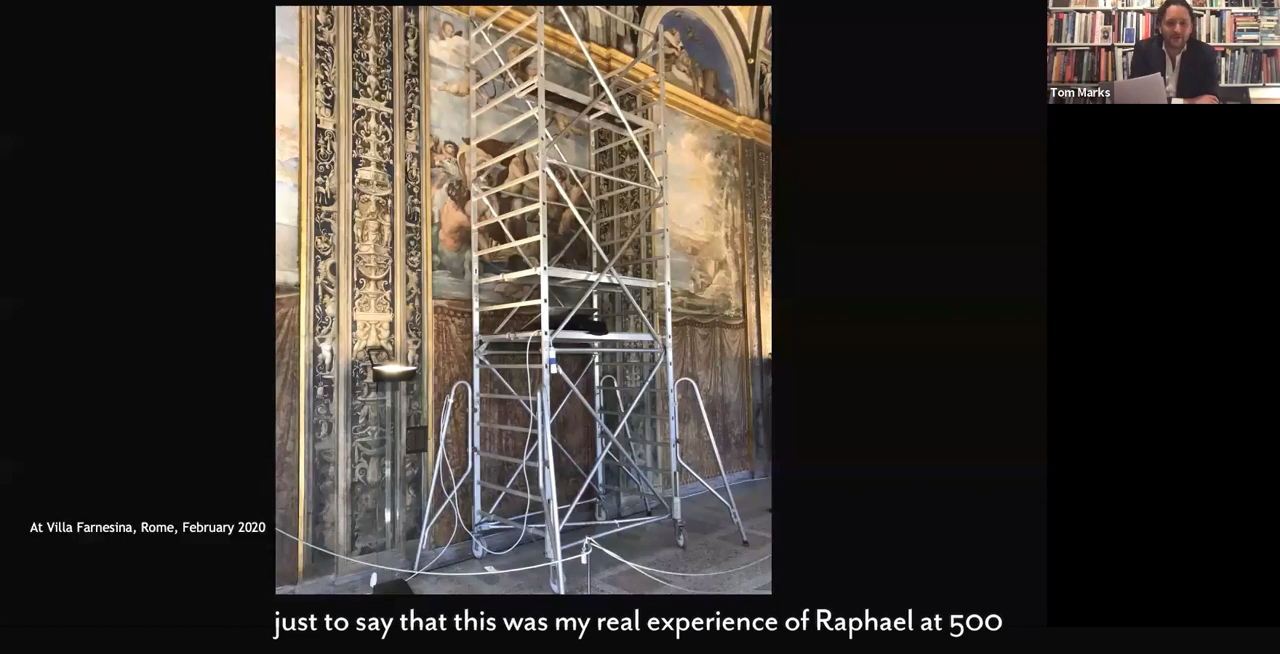 Tom Marks
At Villa Farnesina, Rome, February 2020
just to say that this was my real experience of Raphael at 500